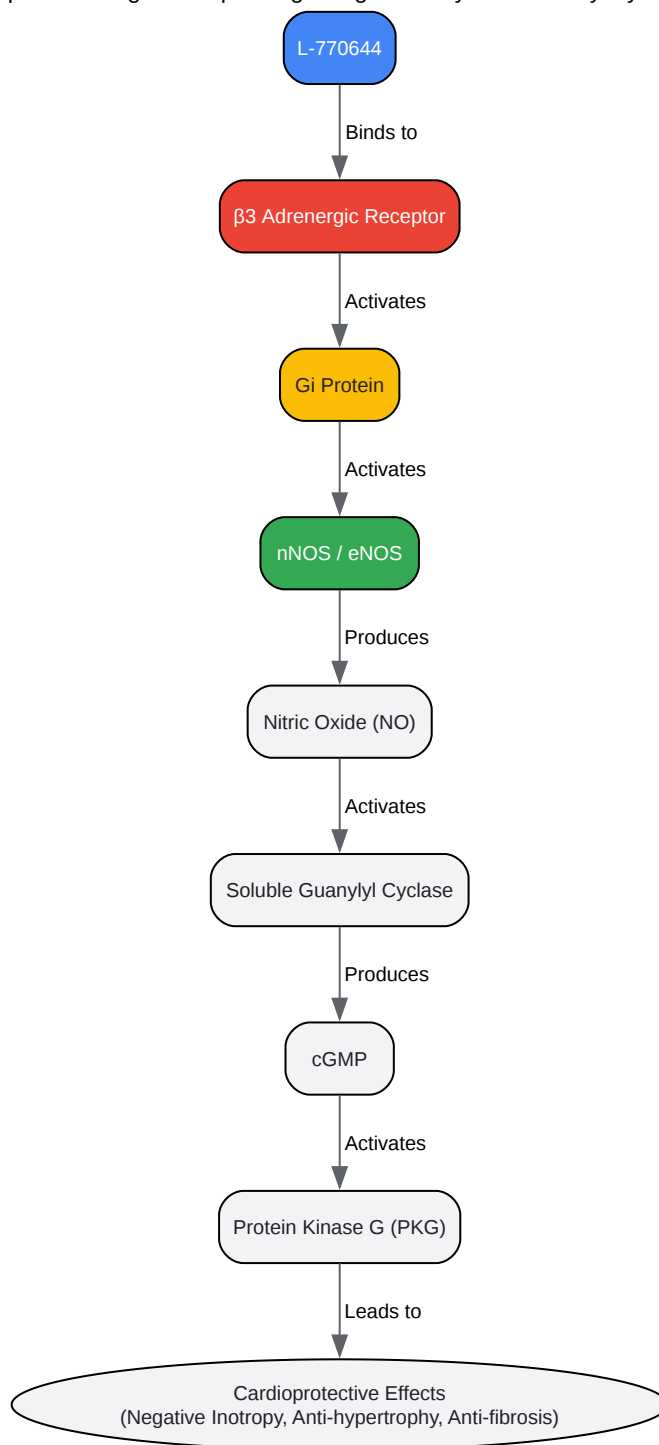 L-770644
Binds to
β3 Adrenergic Receptor
Activates
Gi Protein
Activates
nNOS / eNOS
Produces
Nitric Oxide (NO)
Activates
Soluble Guanylyl Cyclase
Produces
cGMP
Activates
Protein Kinase G (PKG)
Leads to
Cardioprotective Effects
(Negative Inotropy, Anti-hypertrophy, Anti-fibrosis)